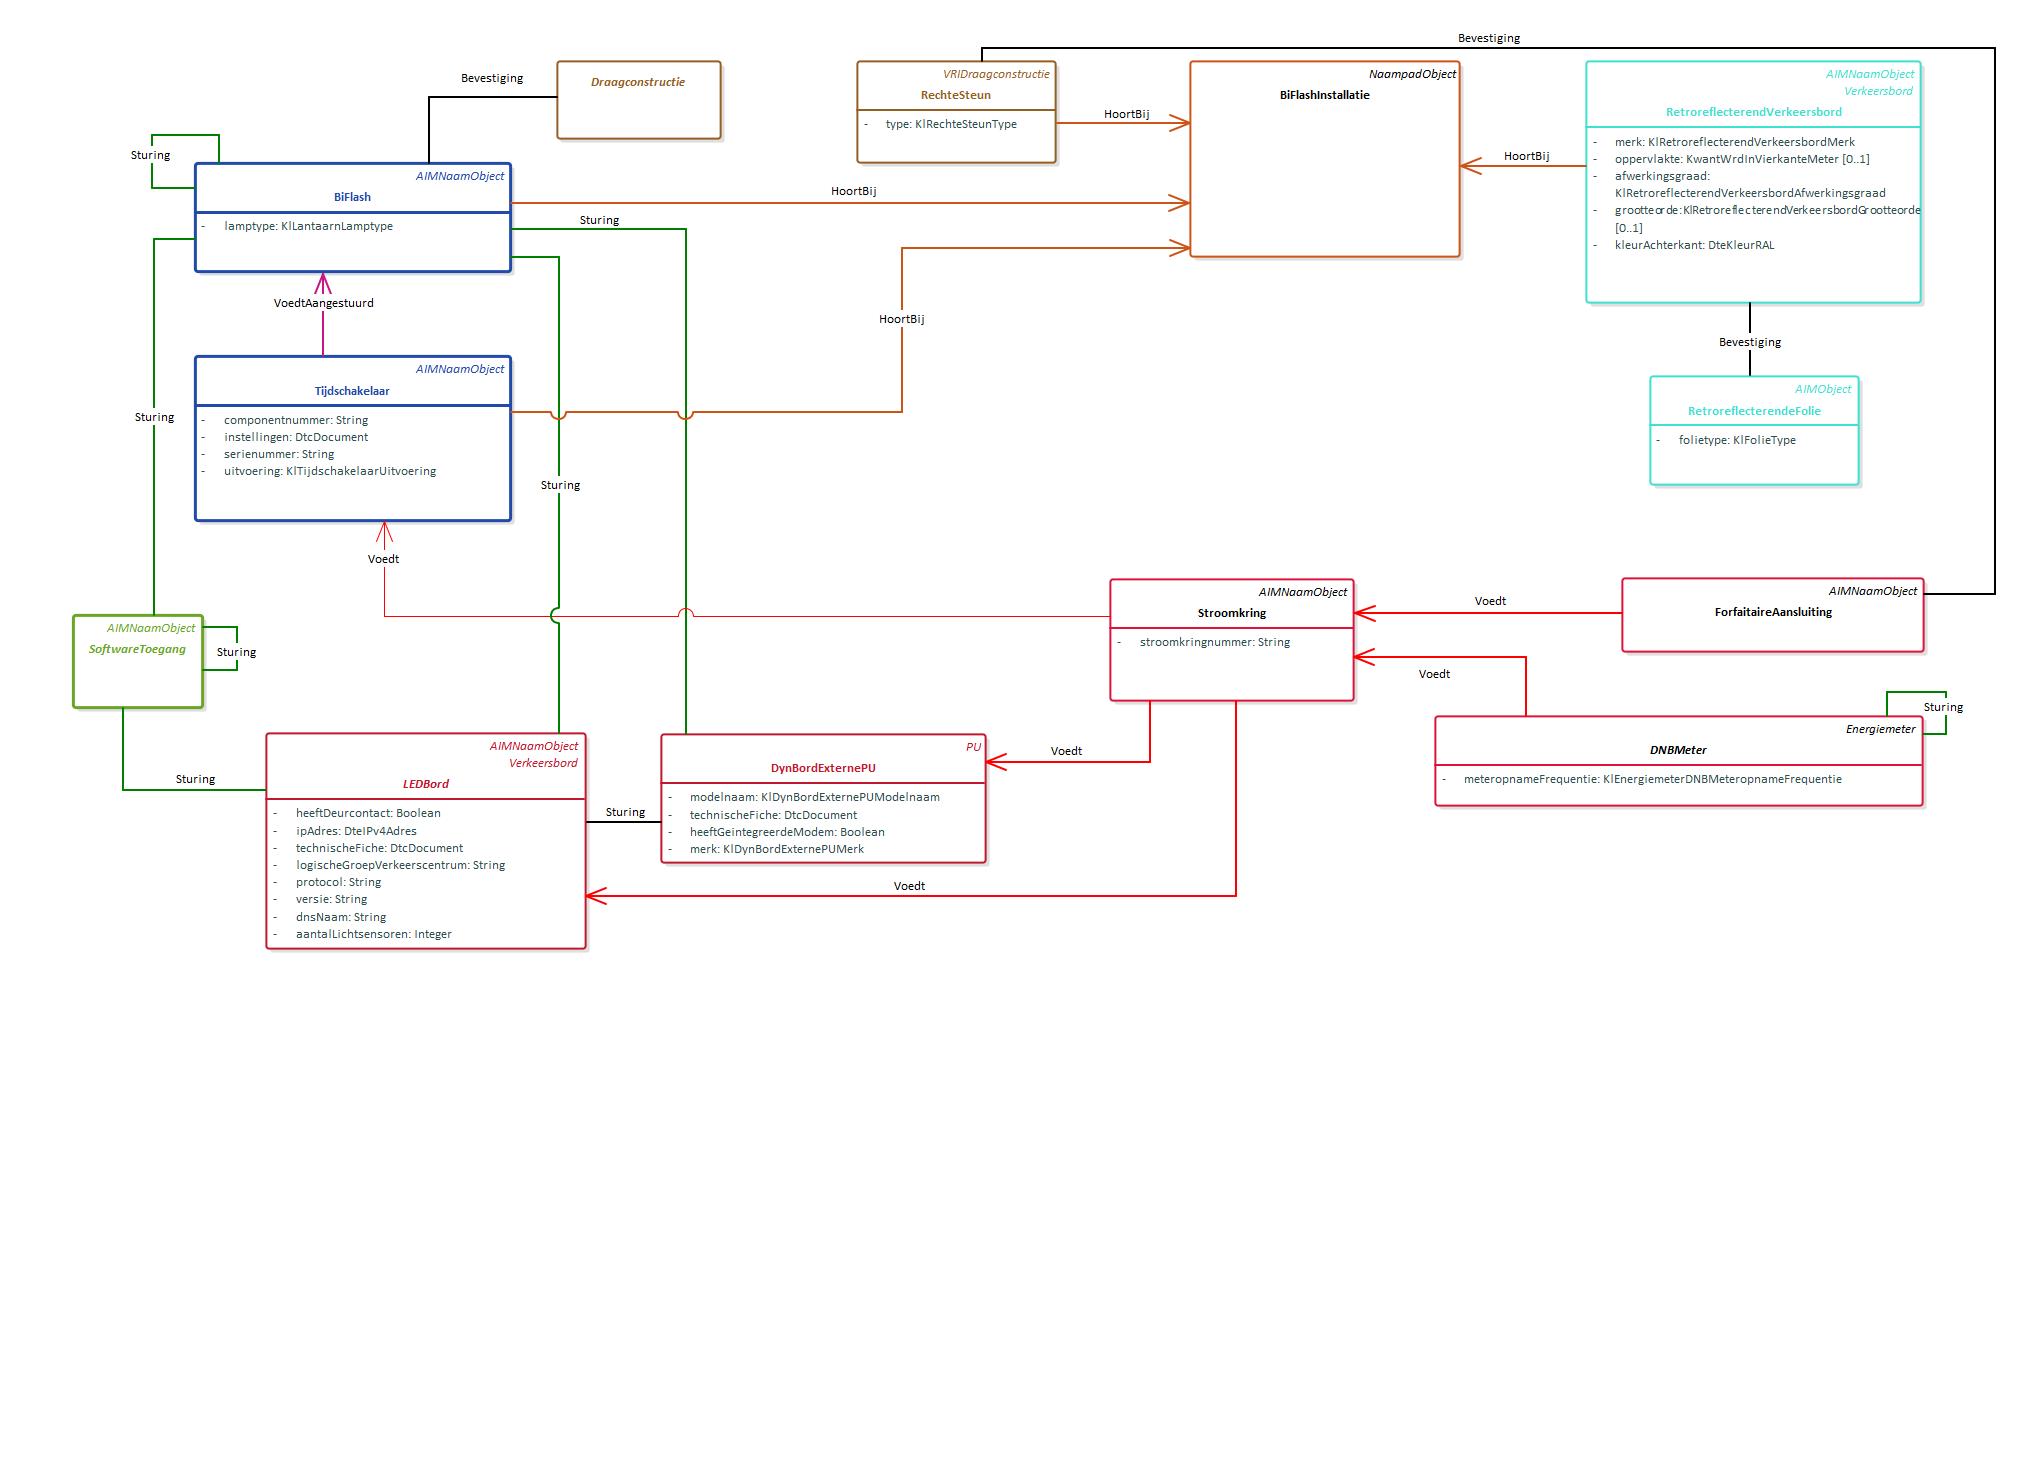 Bevestiging
Bevestiging
Draagconstructie
VRIDraagconstructie
RechteSteun
- type: KlRechteSteunType
HoortBij
NaampadObject
BiFlashInstallatie
HoortBij
AIMNaamObject
Verkeersbord
RetroreflecterendVerkeersbord
- merk: KlRetroreflecterendVerkeersbordMerk
- oppervlakte: KwantWrdInVierkanteMeter [0..1]
- afwerkingsgraad:
KlRetroreflecterendVerkeersbordAfwerkingsgraad
- grootteorde:KlRetroreflecterendVerkeersbordGrootteorde
[0..1]
- kleurAchterkant: DteKleurRAL
Sturing
AIMNaamObject
BiFlash
- lamptype: KlLantaarnLamptype
HoortBij
Sturing
VoedtAangestuurd
HoortBij
Bevestiging
AIMNaamObject
Tijdschakelaar
- componentnummer: String
- instellingen: DtcDocument
- serienummer: String
- uitvoering: KlTijdschakelaarUitvoering
AIMObject
RetroreflecterendeFolie
- folietype: KlFolieType
Sturing
Sturing
Voedt
AIMNaamObject
Stroomkring
- stroomkringnummer: String
Voedt
AIMNaamObject
ForfaitaireAansluiting
AIMNaamObject
SoftwareToegang
Sturing
Voedt
Sturing
Energiemeter
DNBMeter
- meteropnameFrequentie: KlEnergiemeterDNBMeteropnameFrequentie
Sturing
AIMNaamObject
Verkeersbord
LEDBord
- heeftDeurcontact: Boolean
- ipAdres: DteIPv4Adres
- technischeFiche: DtcDocument
- logischeGroepVerkeerscentrum: String
- protocol: String
- versie: String
- dnsNaam: String
- aantalLichtsensoren: Integer
Sturing
PU
DynBordExternePU
- modelnaam: KlDynBordExternePUModelnaam
- technischeFiche: DtcDocument
- heeftGeintegreerdeModem: Boolean
- merk: KlDynBordExternePUMerk
Voedt
Voedt